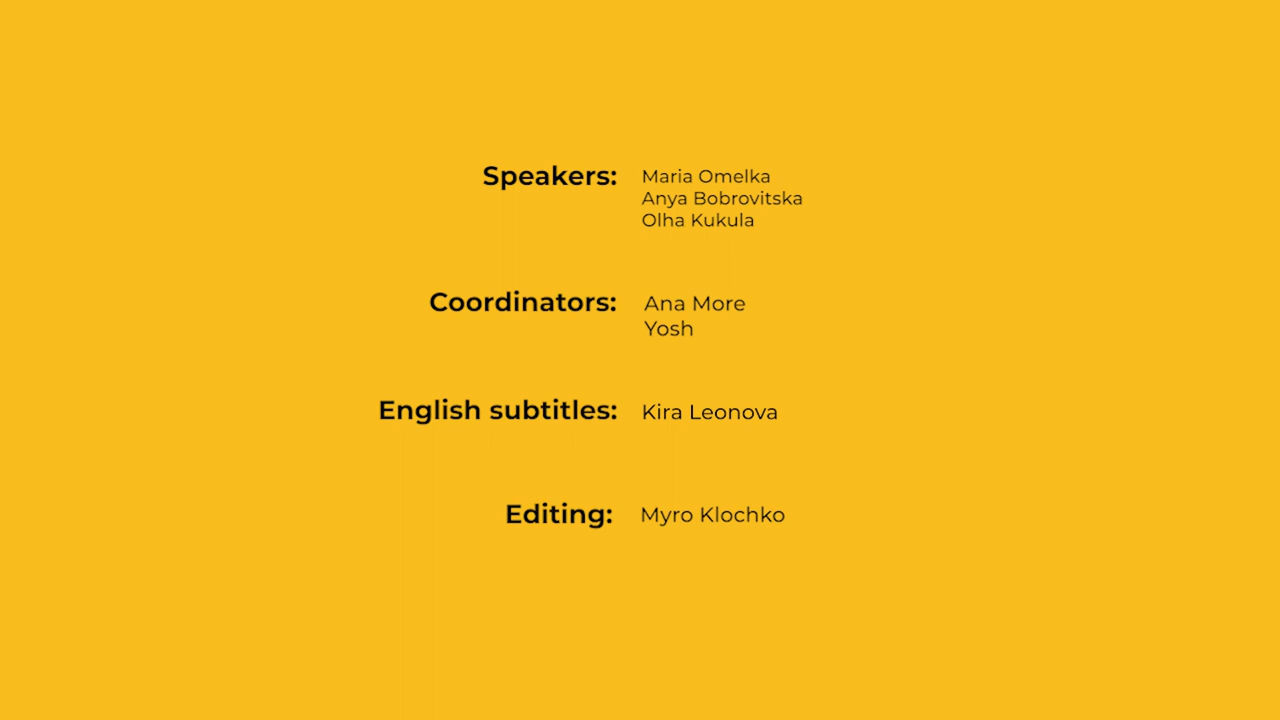 Speakers: Maria Omelka
Anya Bobrovitska
Olha Kukula
Coordinators: Ana More
Yosh
English subtitles: Kira Leonova
Editing: Myro Klochko